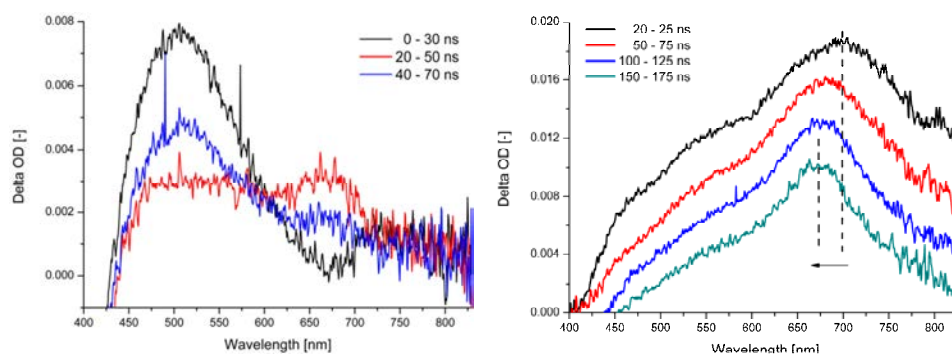 0.008
0.006
0.004
0.002
0.000
Delta OD [-]
0 - 30 ns
20 - 50 ns
40 - 70 ns
400 450 500 550 600 650 700 750 800
Wavelength [nm]
0.020
0.016
0.012
0.008
0.004
0.000
Delta OD [-]
20 - 25 ns
50 - 75 ns
100 - 125 ns
150 - 175 ns
400 450 500 550 600 650 700 750 800
Wavelength [nm]